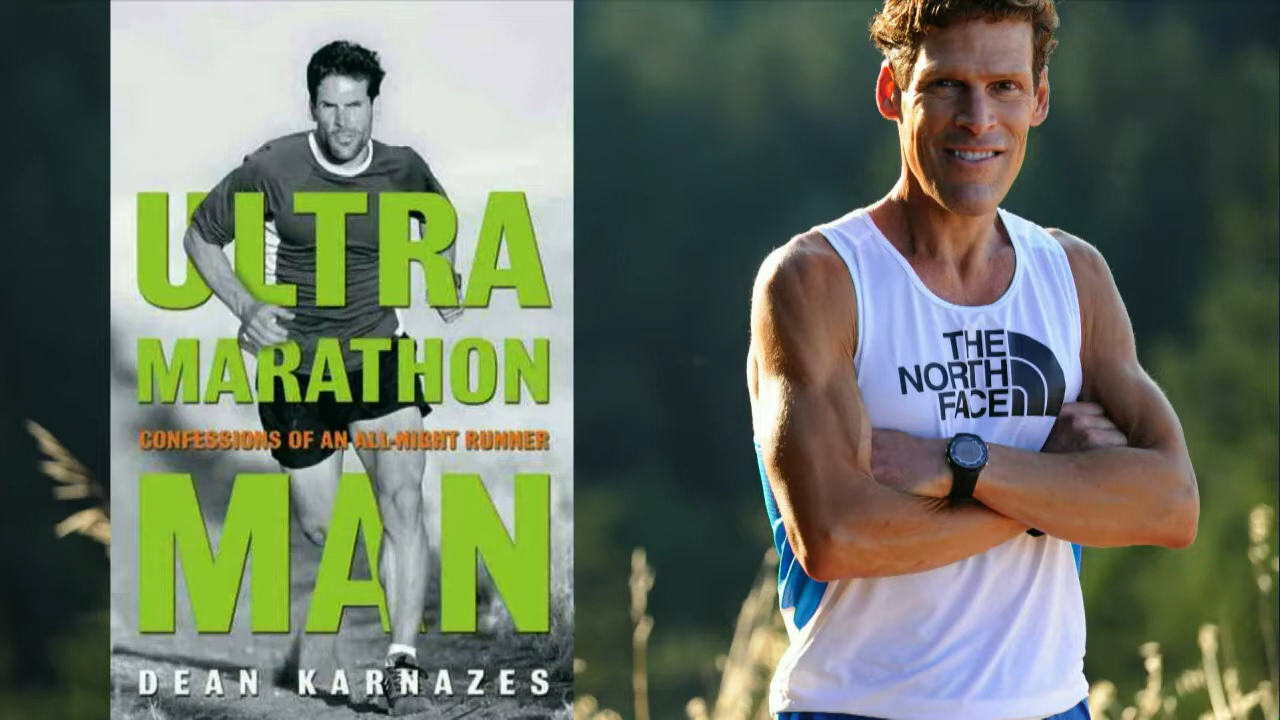 ULTRA
MARATHON
CONFESSIONS OF AN ALL-NIGHT RUNNER
MAN
DEAN KARNAZES
THE
NORTH
FACE